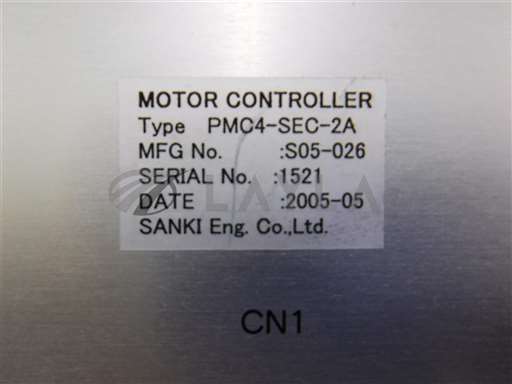 MOTOR CONTROLLER
Type PMC4-SEC-2A
MFG No. :S05-026
SERIAL No. :1521
DATE :2005-05
SANKI Eng. Co.,Ltd.
CN1